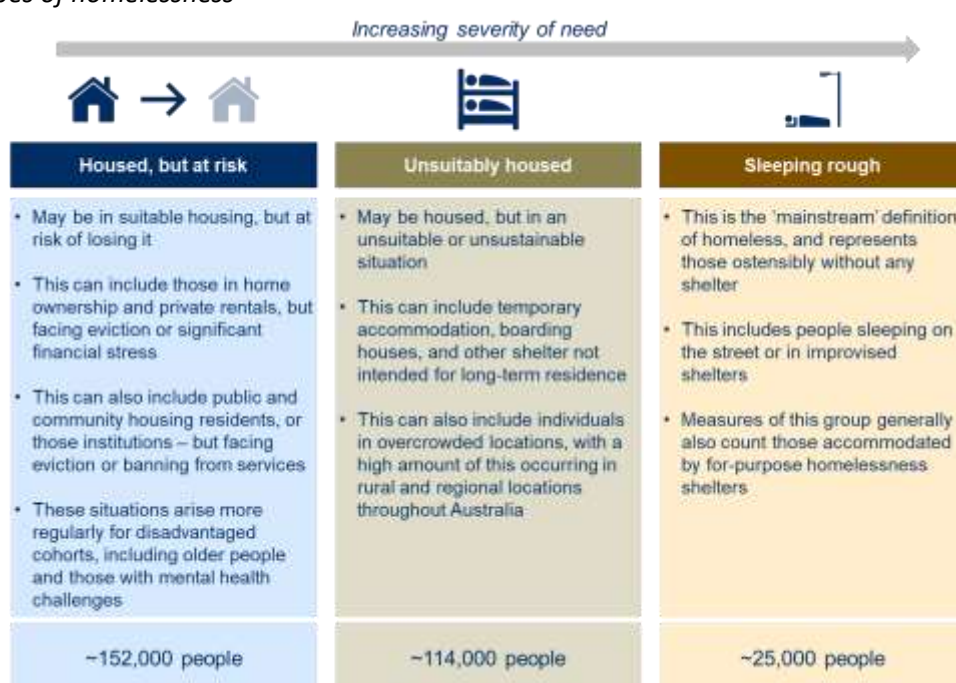 of homelessness
Increasing severity of need
Housed, but at risk
• May be in suitable housing, but at
risk of losing it
• This can include those in home
ownership and private rentals, but
facing eviction or significant
financial stress
• This can also include public and
community housing residents, or
those institutions – but facing
eviction or banning from services
• These situations arise more
regularly for disadvantaged
cohorts, including older people
and those with mental health
challenges
~152,000 people
Unsuitably housed
• May be housed, but in an
unsuitable or unsustainable
situation
• This can include temporary
accommodation, boarding
houses, and other shelter not
intended for long-term residence
• This can also include individuals
in overcrowded locations, with a
high amount of this occurring in
rural and regional locations
throughout Australia
~114,000 people
Sleeping rough
• This is the 'mainstream' definition
of homeless, and represents
those ostensibly without any
shelter
• This includes people sleeping on
the street or in improvised
shelters
• Measures of this group generally
also count those accommodated
by for-purpose homelessness
shelters
~25,000 people